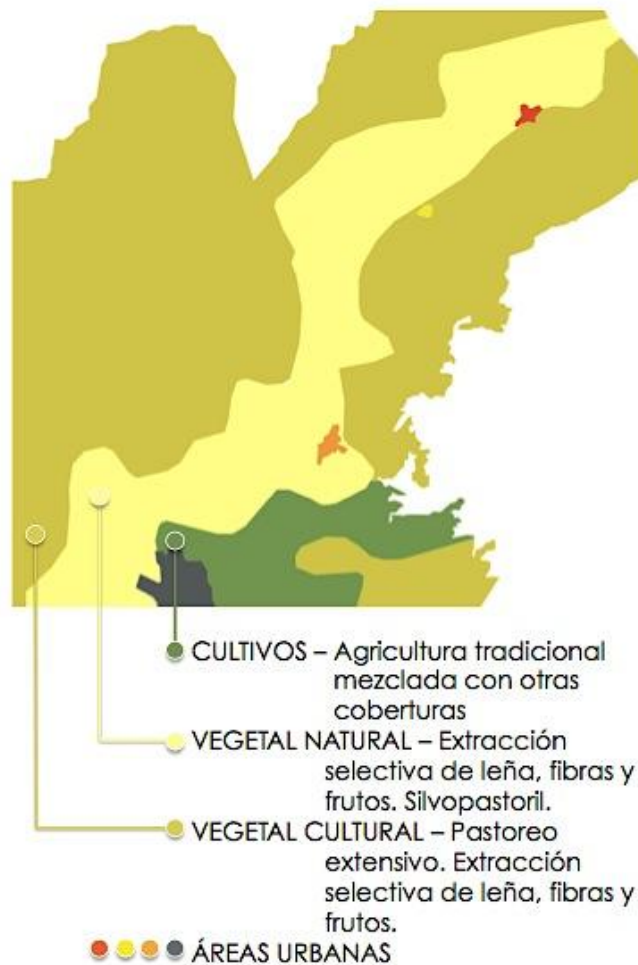 CULTIVOS – Agricultura tradicional
mezclada con otras
coberturas
VEGETAL NATURAL – Extracción
selectiva de leña, fibras y
frutos. Silvopastoril.
VEGETAL CULTURAL – Pastoreo
extensivo. Extracción
selectiva de leña, fibras y
frutos.
ÁREAS URBANAS